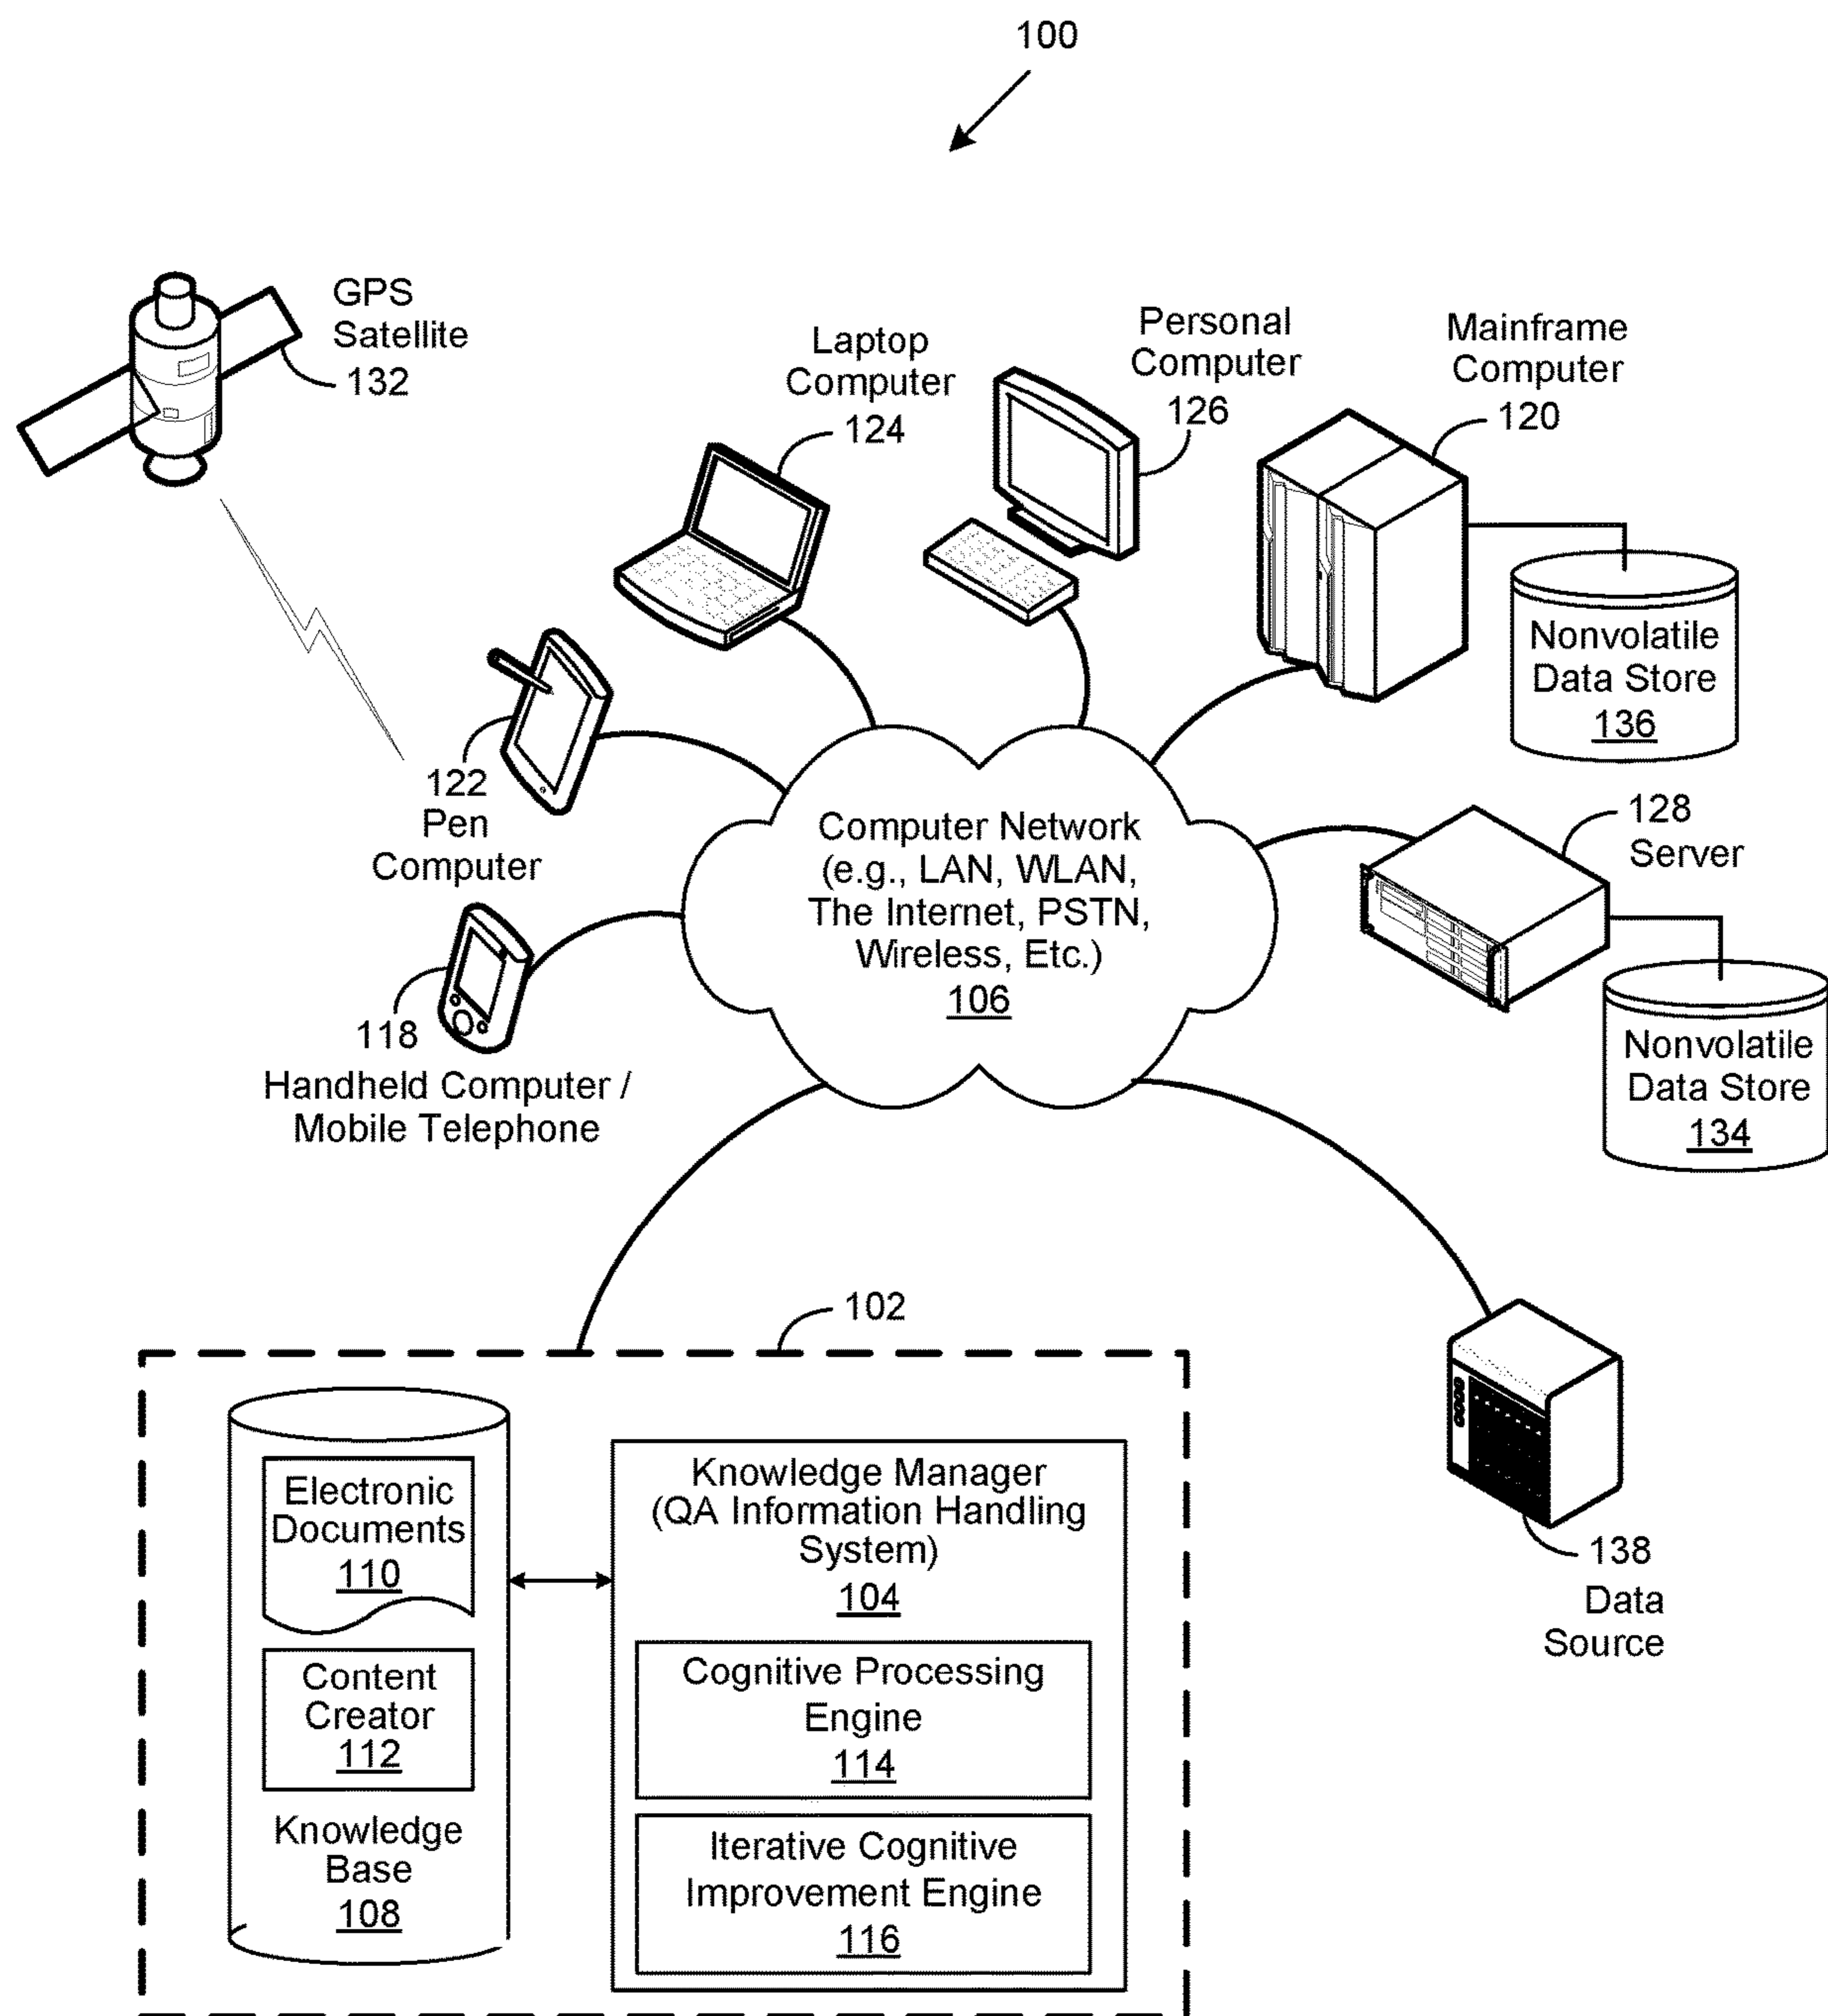 100
GPS
Satellite
132
Laptop
Computer
124
Personal
Computer
126
Mainframe
Computer
120
Nonvolatile
Data Store
136
122
Pen
Computer
Computer Network
(e.g., LAN, WLAN,
The Internet, PSTN,
Wireless, Etc.)
106
128
Server
Nonvolatile
Data Store
134
118
Handheld Computer /
Mobile Telephone
102
Electronic
Documents
110
Content
Creator
112
Knowledge
Base
108
Knowledge Manager
(QA Information Handling
System)
104
Cognitive Processing
Engine
114
Iterative Cognitive
Improvement Engine
116
138
Data
Source